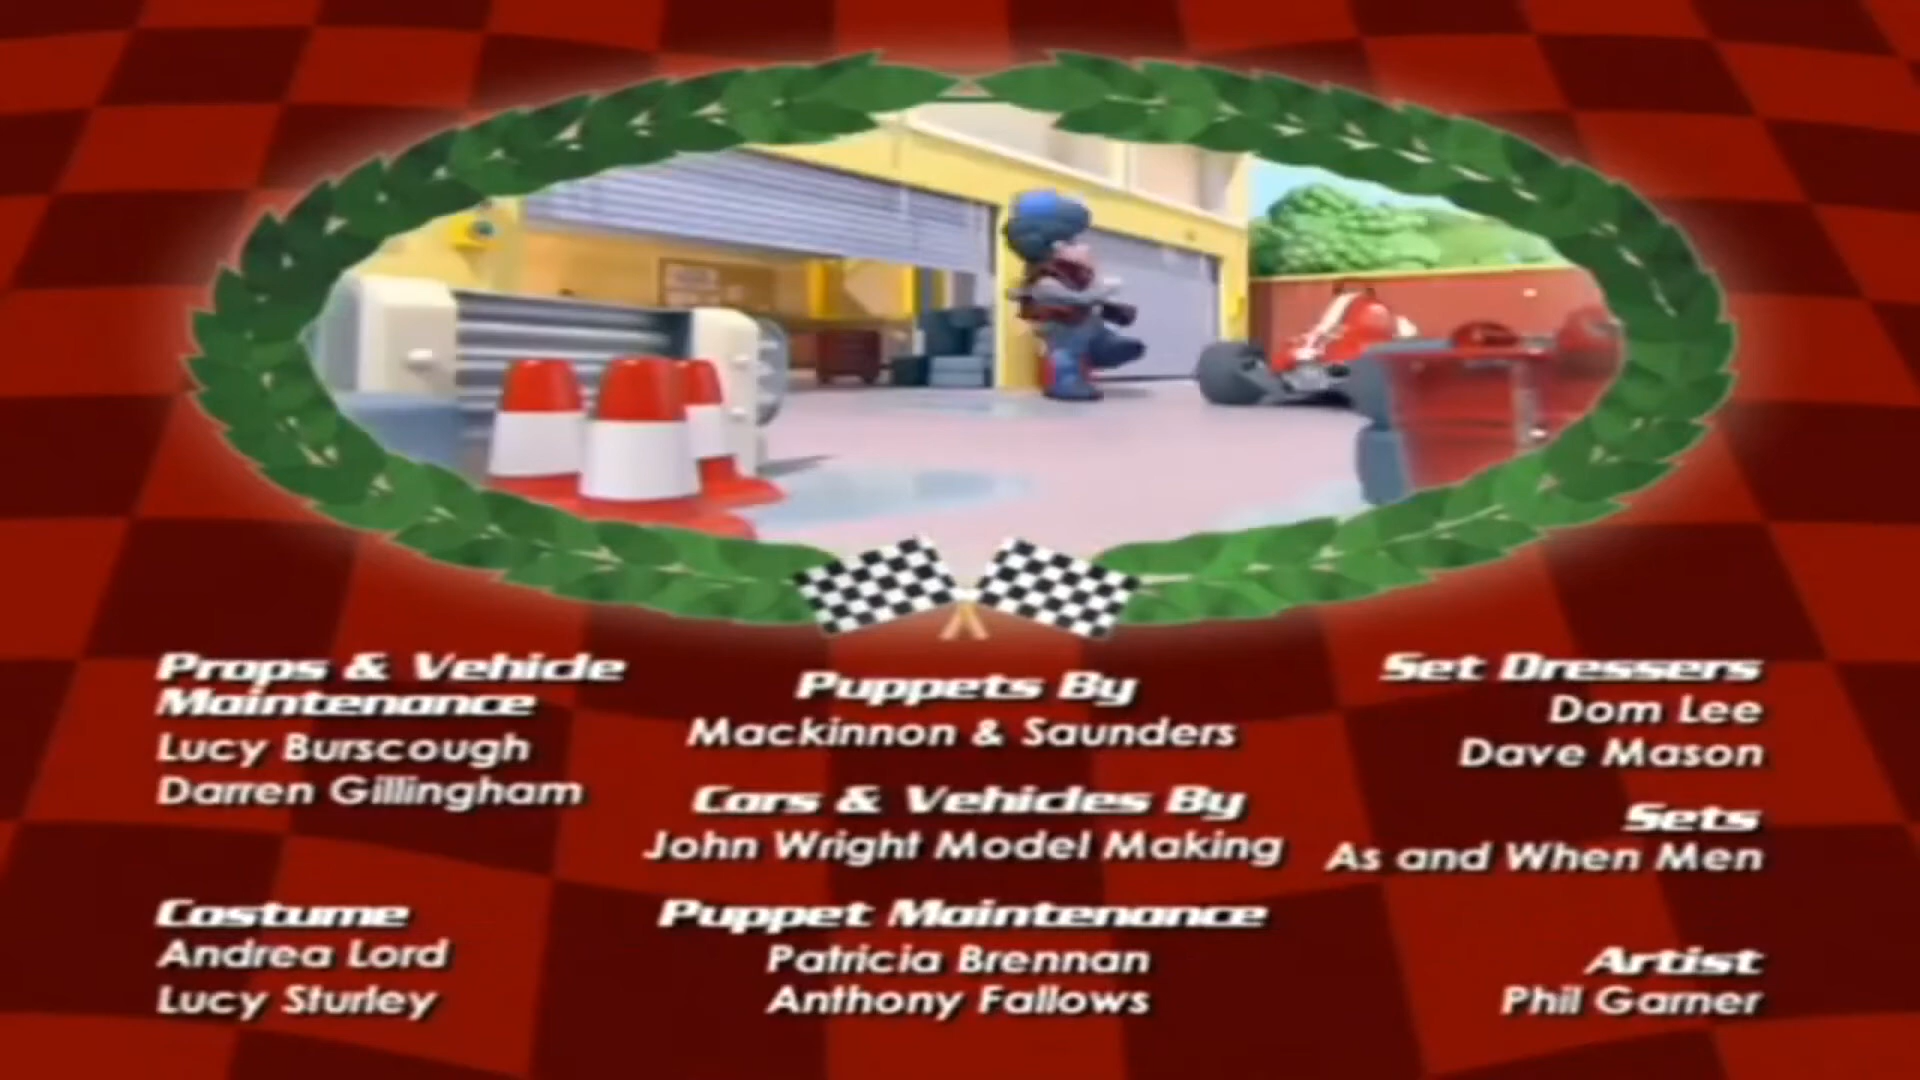 Props & Vehicle
Maintenance
Lucy Burscough
Darren Gillingham
Costume
Andrea Lord
Lucy Sturley
Puppets By
Mackinnon & Saunders
Cars & Vehicles By
John Wright Model Making
Puppet Maintenance
Patricia Brennan
Anthony Fallows
Set Dressers
Dom Lee
Dave Mason
Sets
As and When Men
Artist
Phil Garner